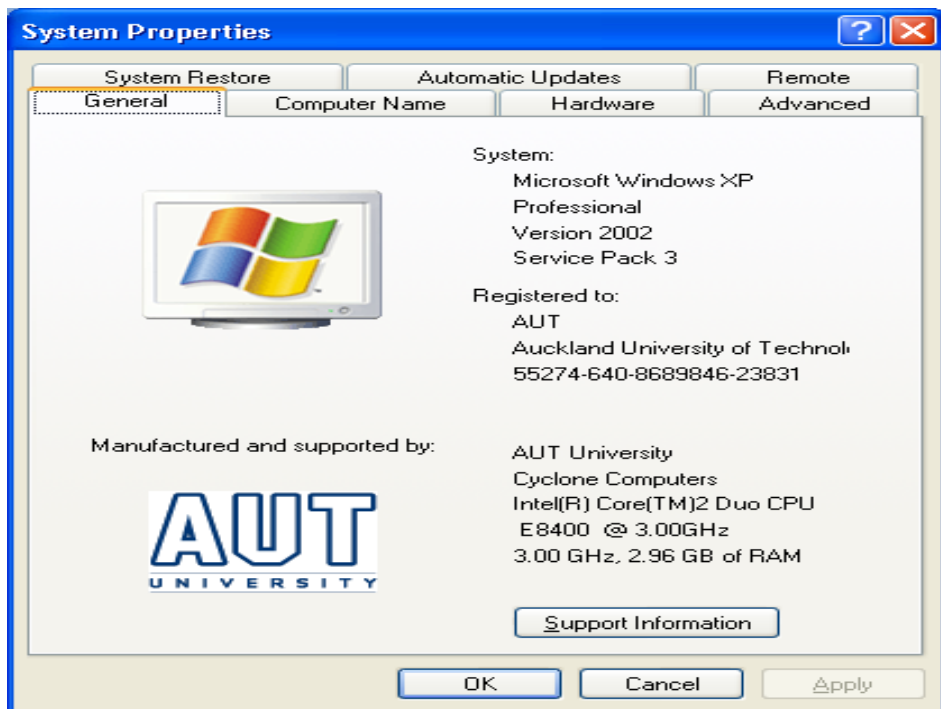 System Properties
System Restore
Automatic Updates
Remote
General
Computer Name
Hardware
Advanced
System:
Microsoft Windows XP
Professional
Version 2002
Service Pack 3
Registered to:
AUT
Auckland University of Technol
55274-640-8689846-23831
Manufactured and supported by:
AUT
UNIVERSITY
AUT University
Cyclone Computers
Intel(R) Core(TM)2 Duo CPU
E8400 @ 3.00GHz
3.00 GHz, 2.96 GB of RAM
Support Information
OK
Cancel
Apply